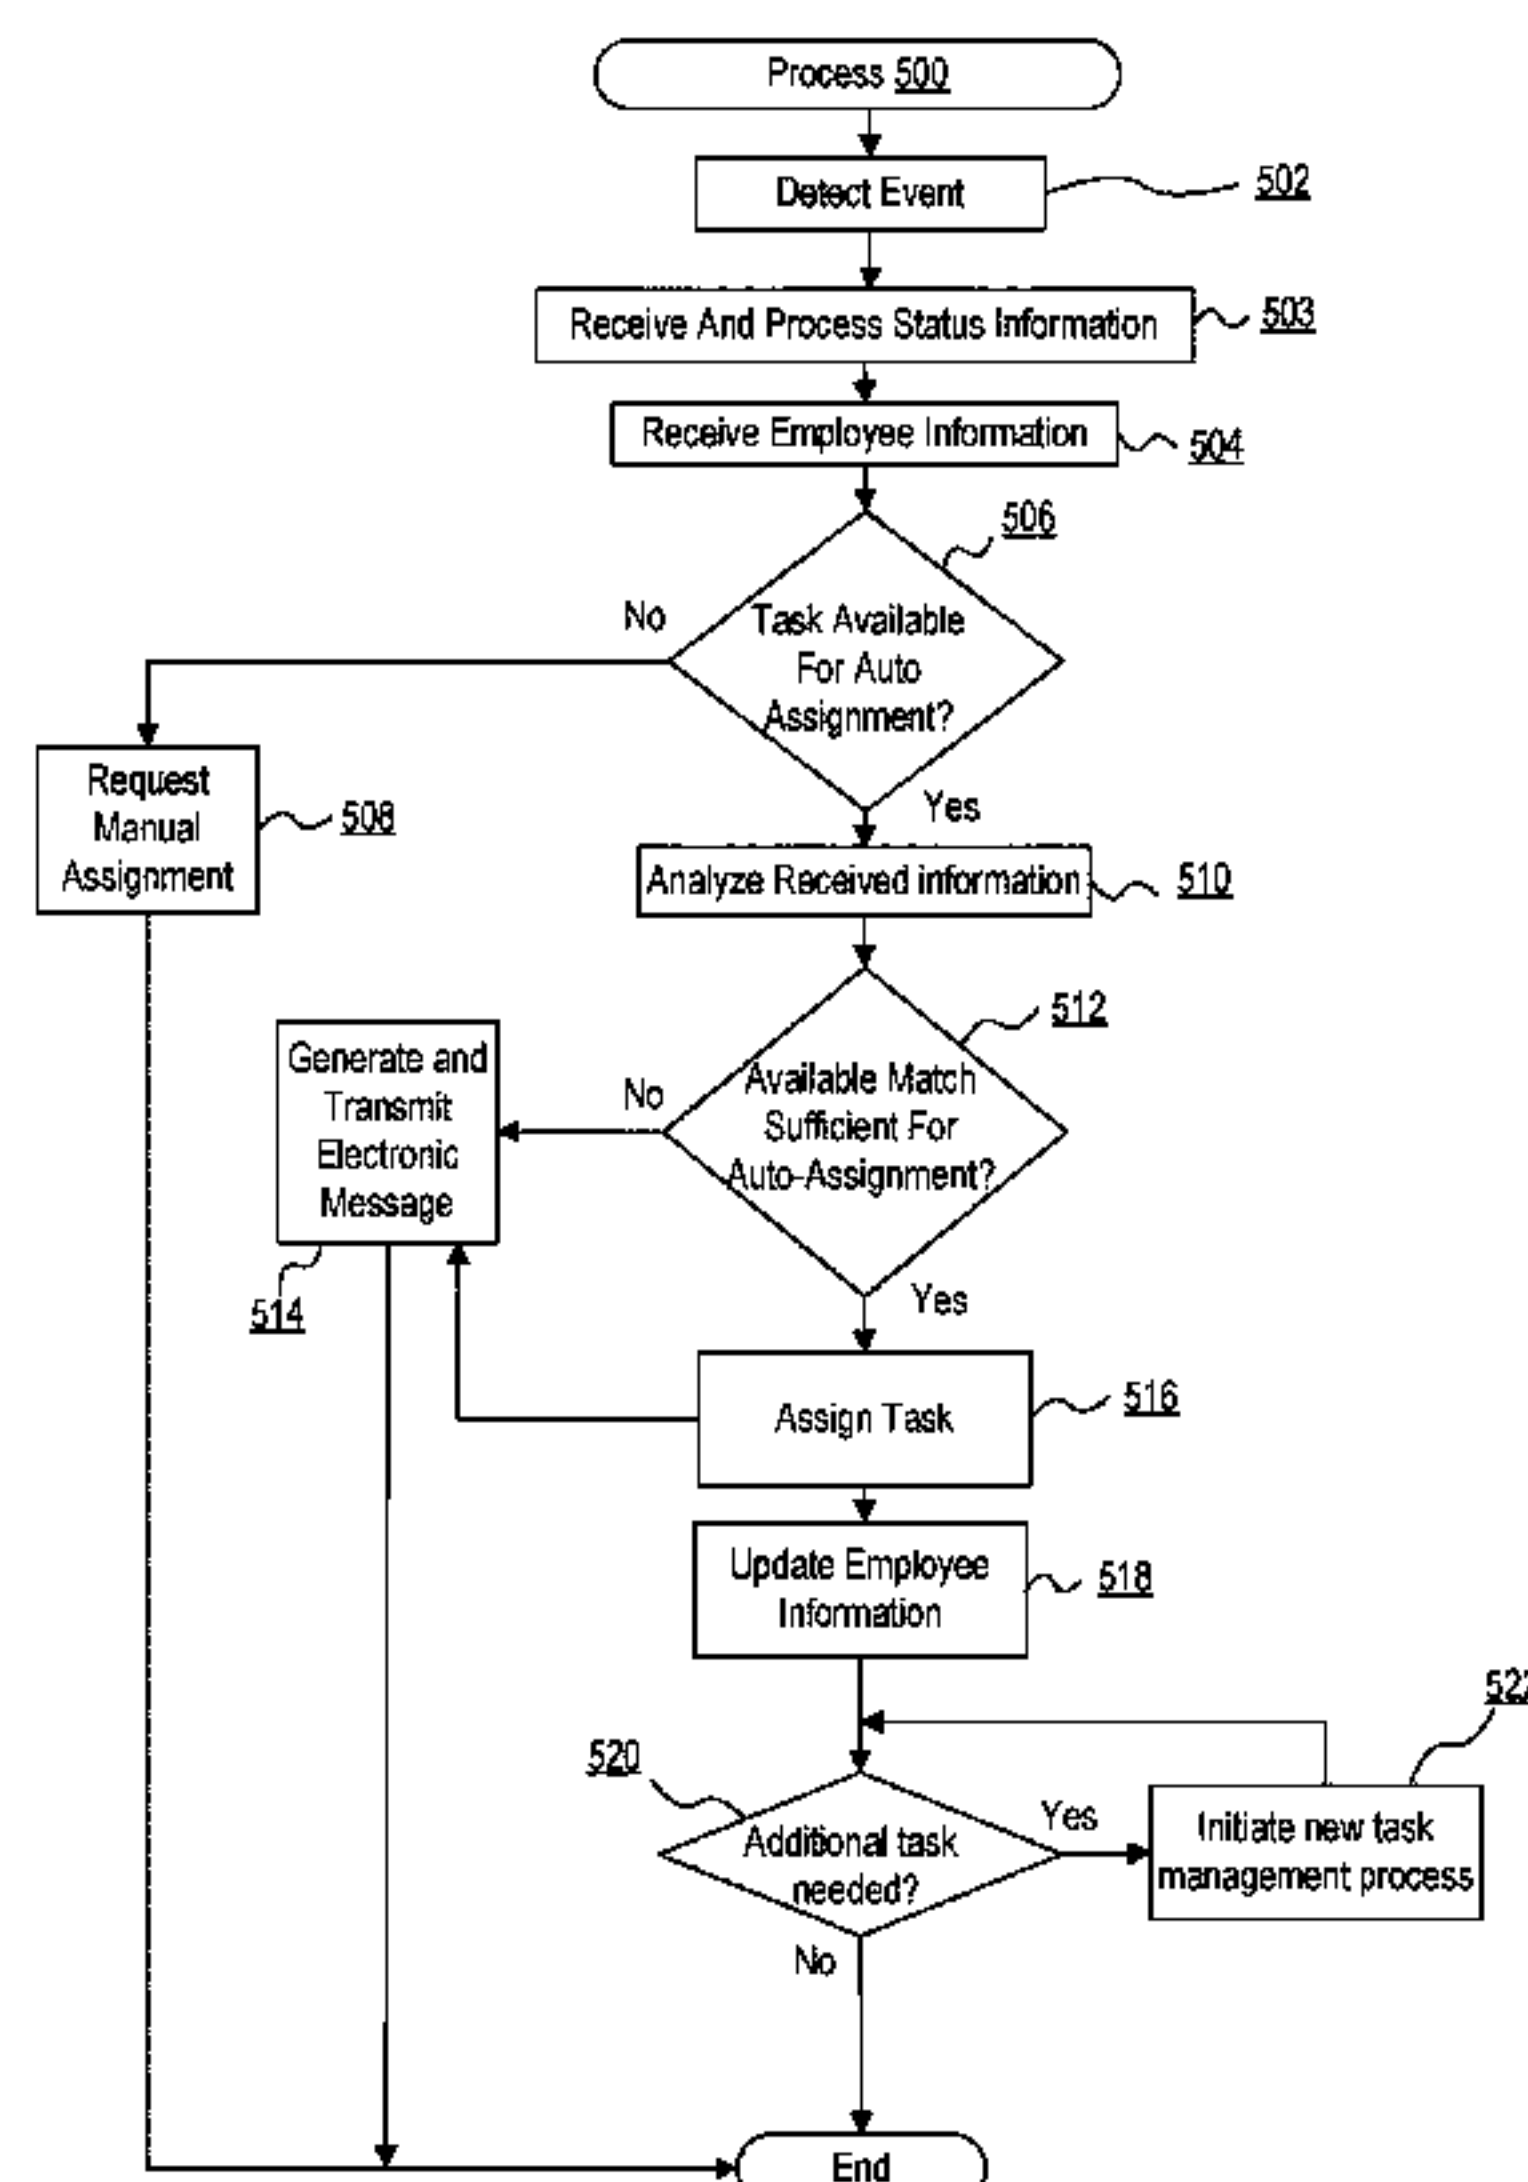 Process 500
Detect Event
502
Receive And Process Status Information
503
Receive Employee Information
504
506
No
Task Available
For Auto
Assignment?
Yes
Request
Manual
Assignment
508
Analyze Received information
510
512
Generate and
Transmit
Electronic
Message
514
No
Available Match
Sufficient For
Auto-Assignment?
Yes
Assign Task
516
Update Employee
Information
518
520
Additional task
needed?
Yes
522
Initiate new task
management process
No
End